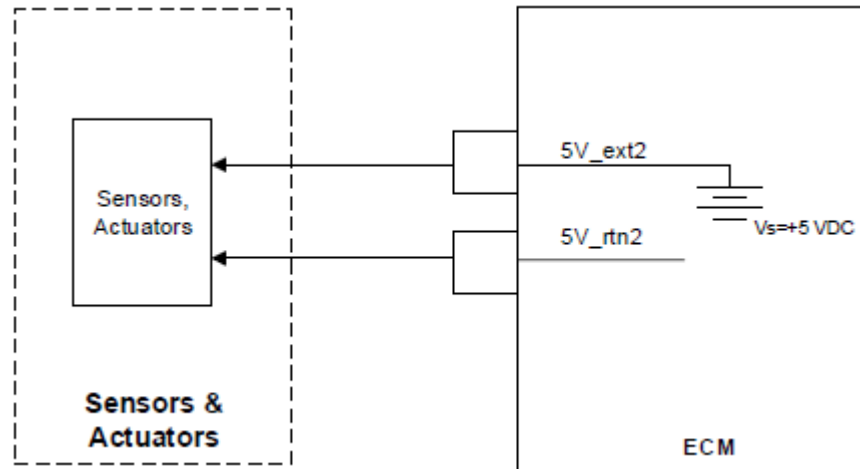 5V_ext2
Sensors,
Actuators
Vs=+5 VDC
5V_rtn2
Sensors &
Actuators
ECM